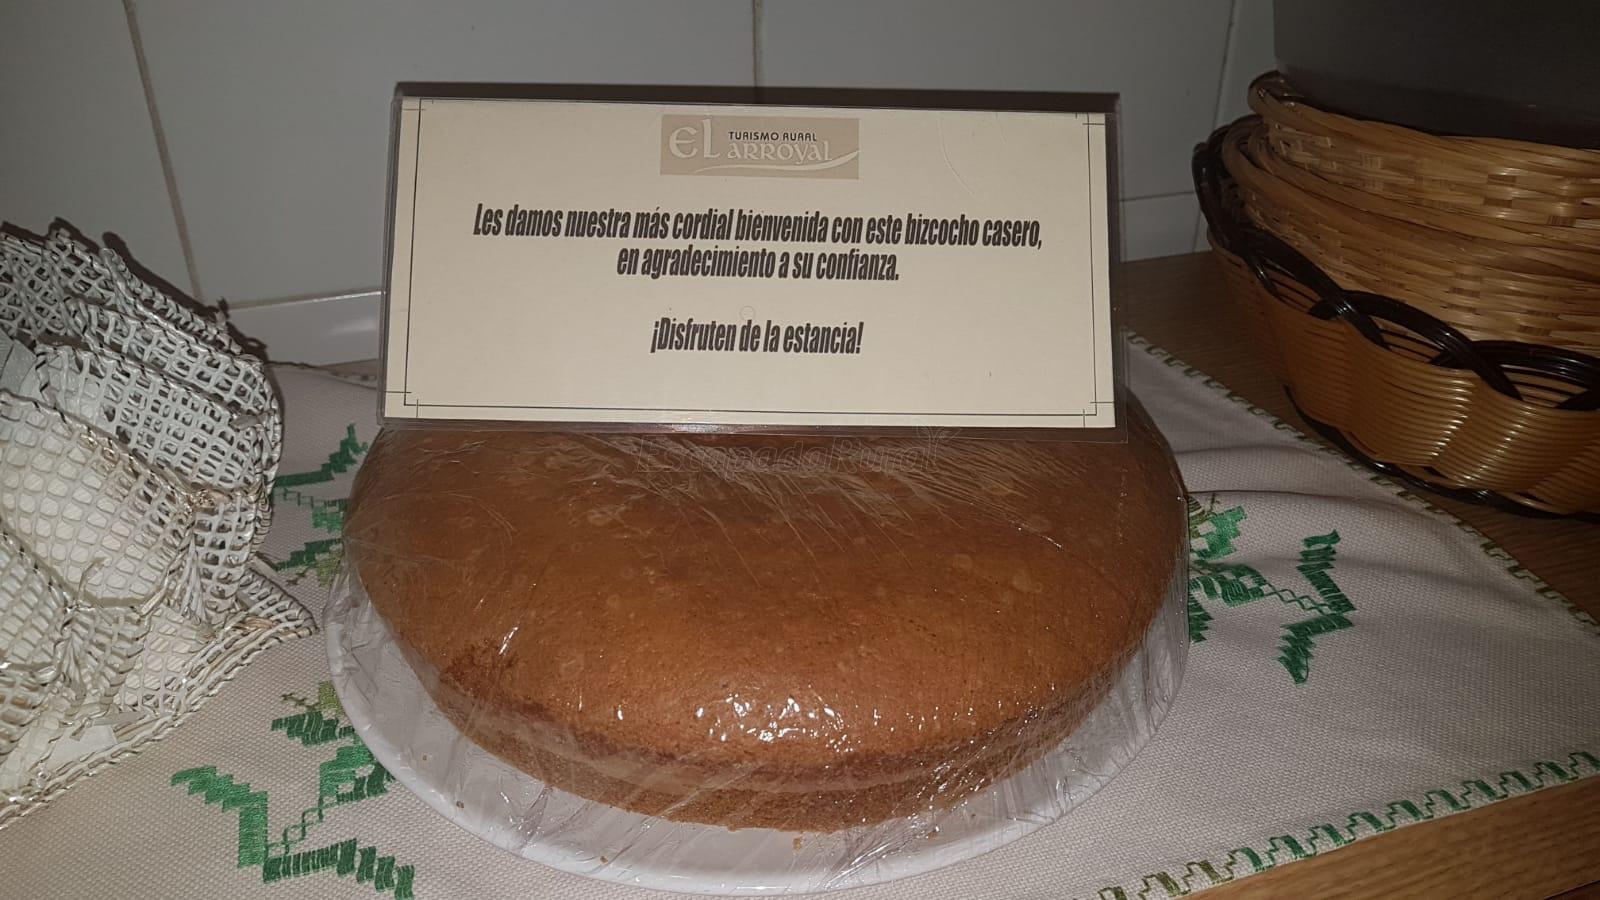 EL TURISMO RURAL
ARROYAL
Les damos nuestra más cordial bienvenida con este bizcocho casero,
en agradecimiento a su confianza.
¡Disfruten de la estancia!
EscapadaRural